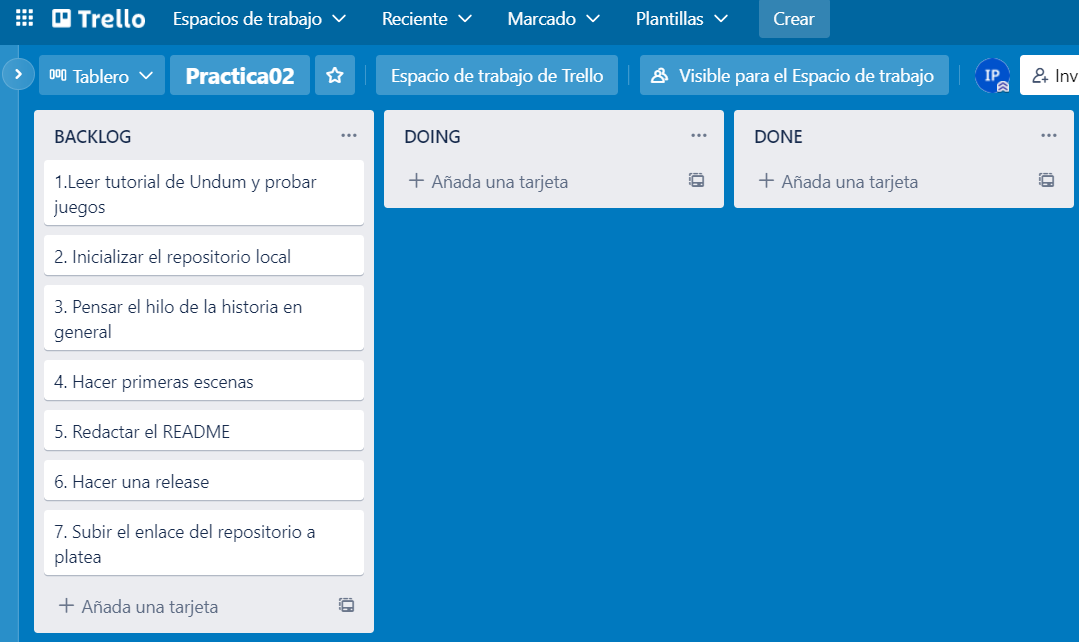 Trello Espacios de trabajo Reciente Marcado Plantillas Crear
Tablero Practica02 Espacio de trabajo de Trello Visible para el Espacio de trabajo IP Inv
BACKLOG
1.Leer tutorial de Undum y probar
juegos
2. Inicializar el repositorio local
3. Pensar el hilo de la historia en
general
4. Hacer primeras escenas
5. Redactar el README
6. Hacer una release
7. Subir el enlace del repositorio a
platea
+ Añada una tarjeta
DOING
+ Añada una tarjeta
DONE
+ Añada una tarjeta